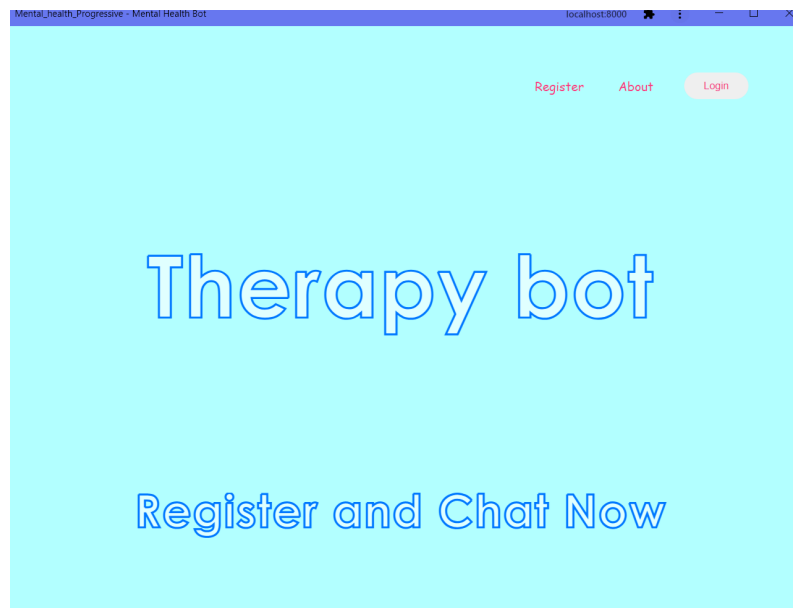 Mental_health_Progressive - Mental Health Bot localhost:8000
Register About Login
Therapy bot
Register and Chat Now